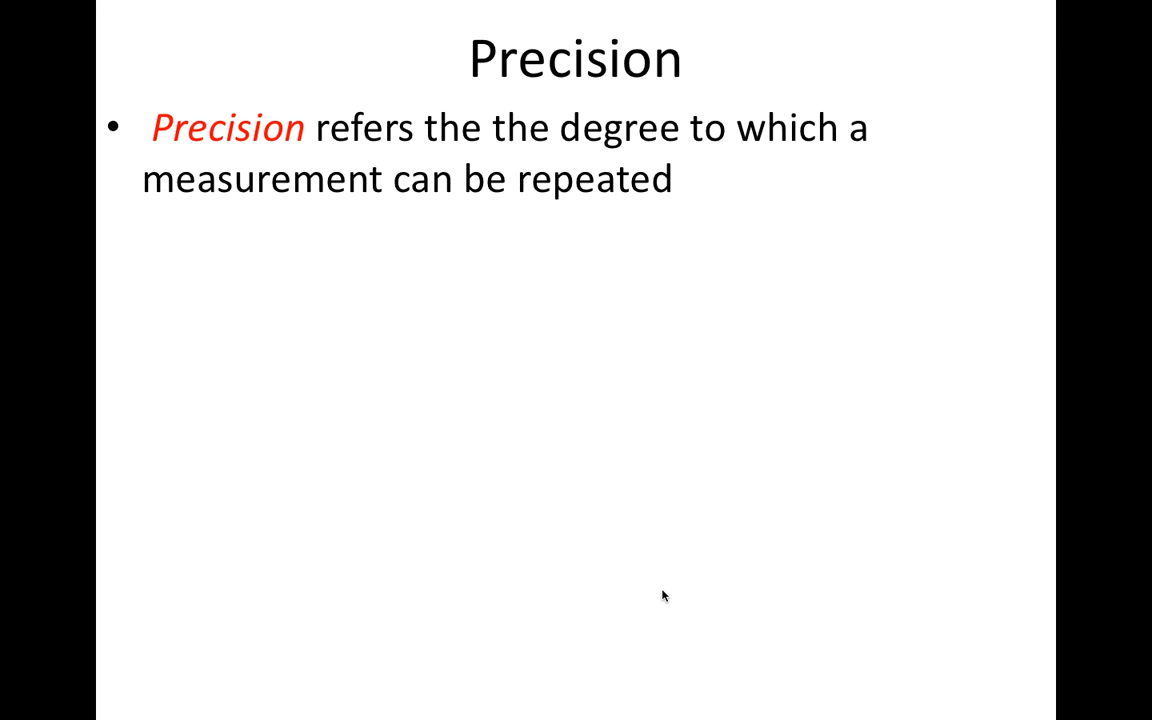 Precision
• Precision refers the the degree to which a
measurement can be repeated